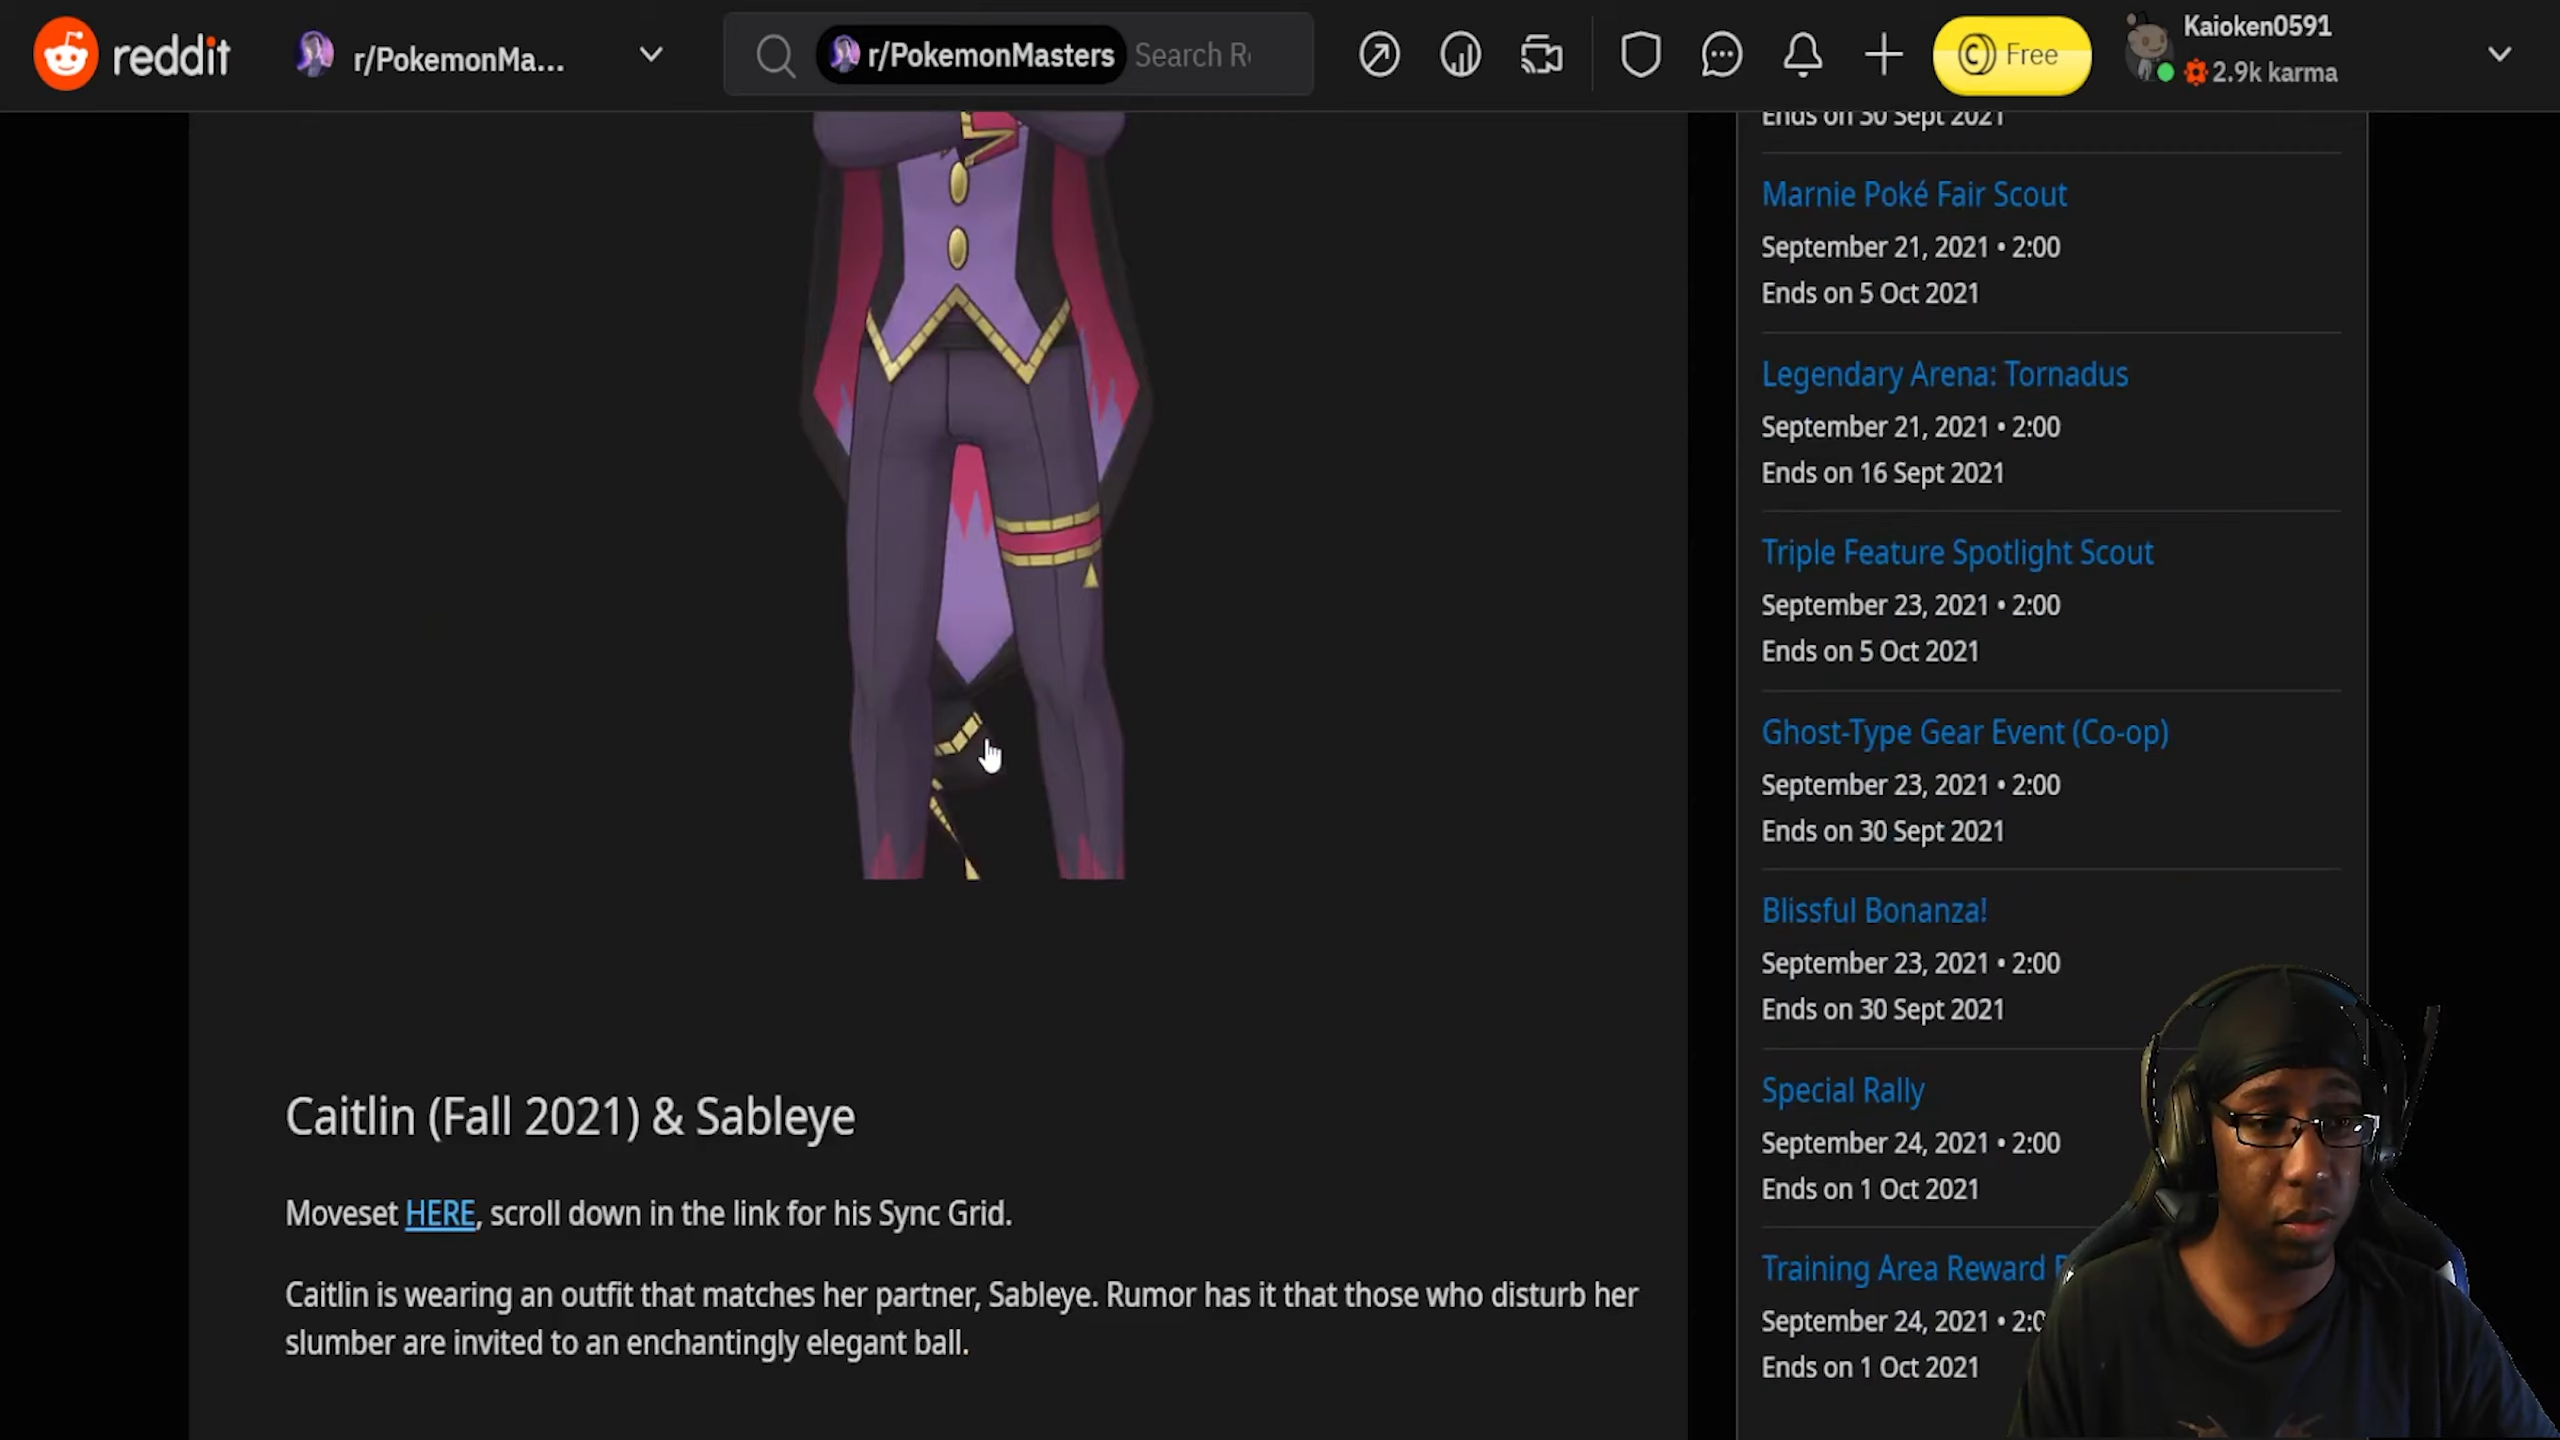 reddit
r/PokemonMa...
r/PokemonMasters
Free
Kaioken0591
2.9k karma
Ends on 30 Sept 2021
Marnie Poké Fair Scout
September 21, 2021 • 2:00
Ends on 5 Oct 2021
Legendary Arena: Tornadus
September 21, 2021 • 2:00
Ends on 16 Sept 2021
Triple Feature Spotlight Scout
September 23, 2021 • 2:00
Ends on 5 Oct 2021
Ghost-Type Gear Event (Co-op)
September 23, 2021 • 2:00
Ends on 30 Sept 2021
Blissful Bonanza!
September 23, 2021 • 2:00
Ends on 30 Sept 2021
Special Rally
September 24, 2021 • 2:00
Ends on 1 Oct 2021
Training Area Reward
September 24, 2021 • 2:0
Ends on 1 Oct 2021
Caitlin (Fall 2021) & Sableye
Moveset HERE, scroll down in the link for his Sync Grid.
Caitlin is wearing an outfit that matches her partner, Sableye. Rumor has it that those who disturb her
slumber are invited to an enchantingly elegant ball.